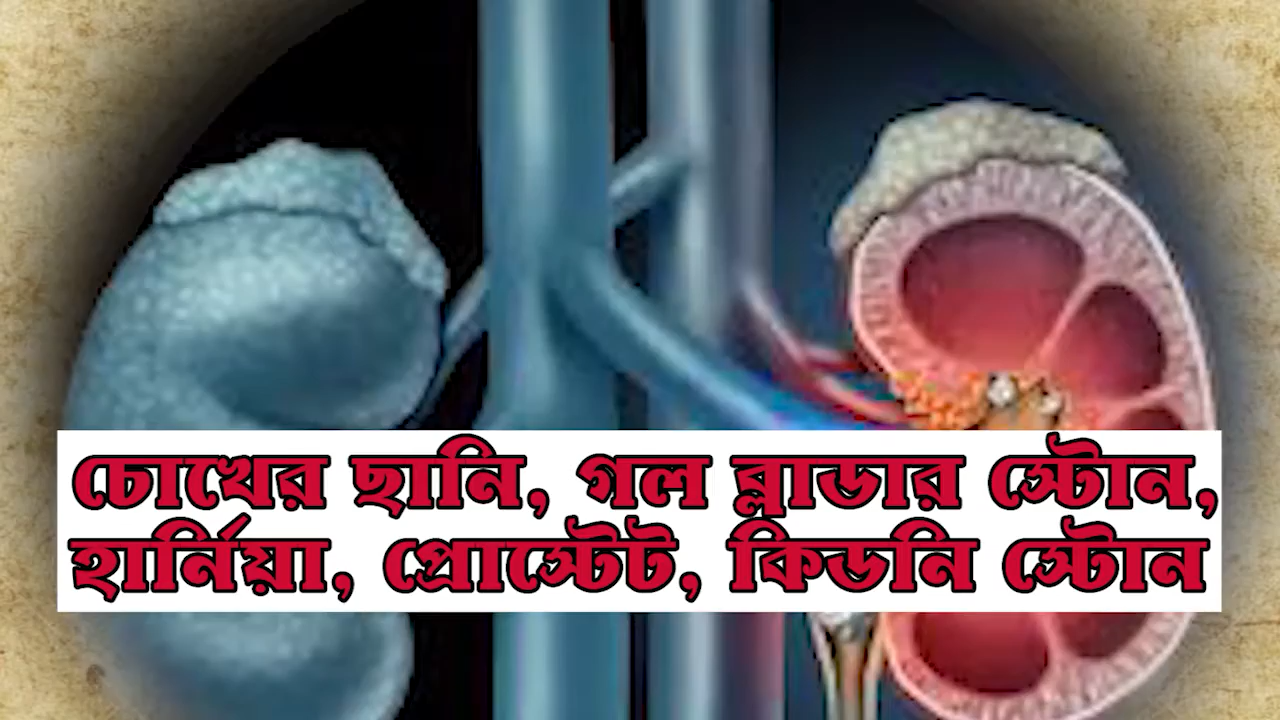 চোখের ছানি, গল ব্লাডার স্টোন,
হার্নিয়া, প্রোস্টেট, কিডনি স্টোন